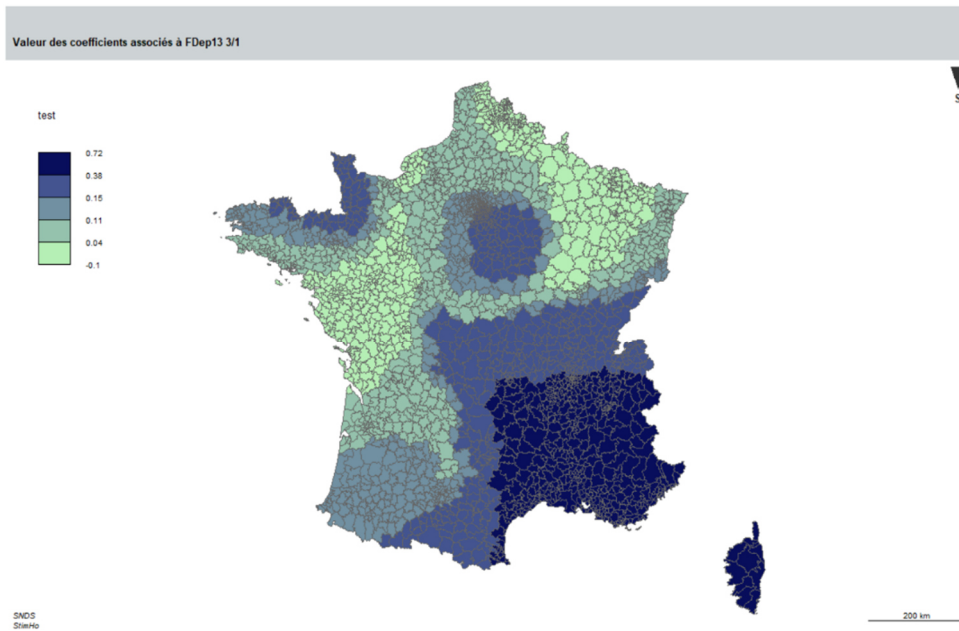 Valeur des coefficients associés à FDep13 3/1
S
test
0.72
0.38
0.15
0.11
0.04
-0.1
SNDS
StimHo
200 km